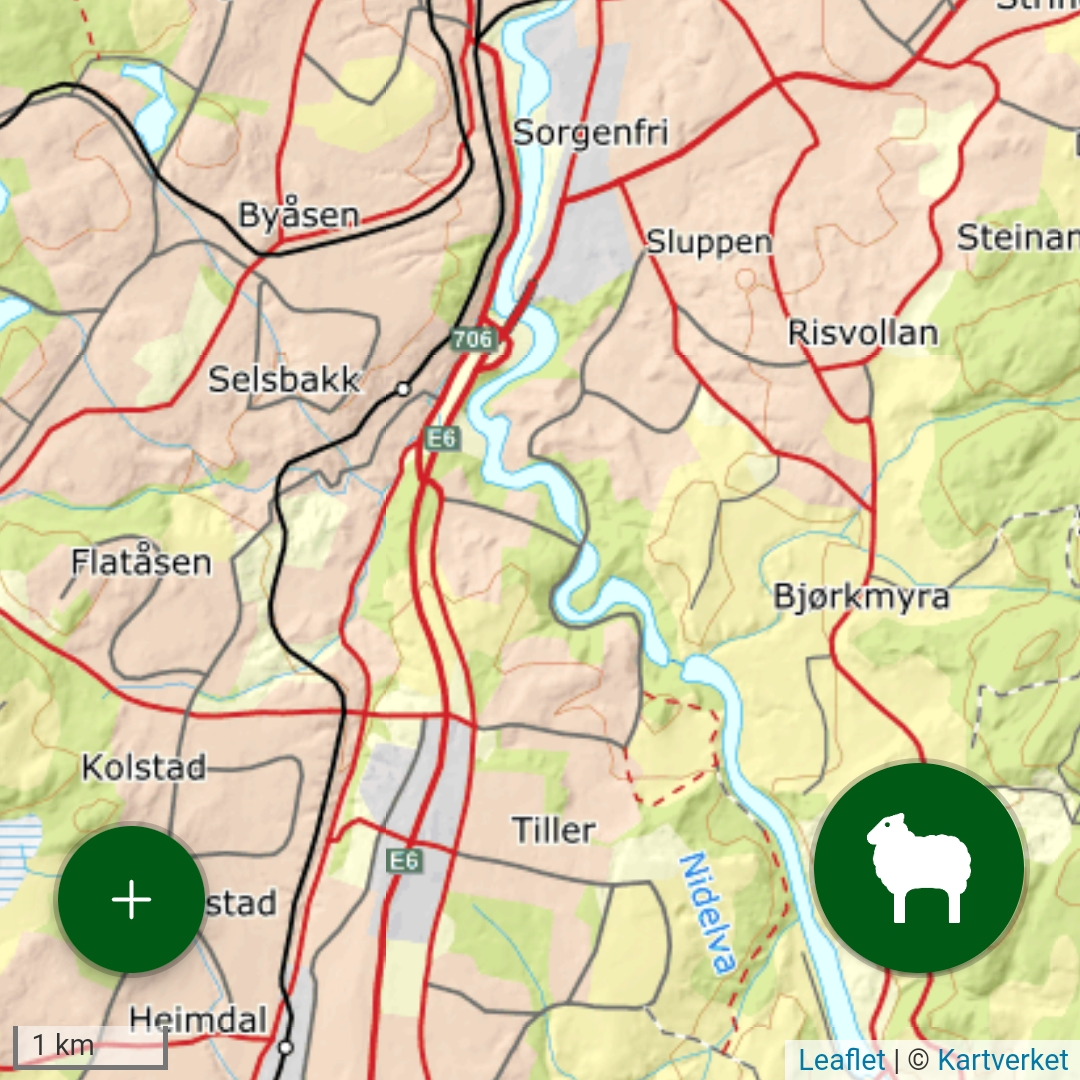 Sorgenfri
Byåsen
Sluppen
Steinan
Risvollan
706
Selsbakk
E6
Flatåsen
Bjørkmyra
Kolstad
Tiller
E6
Nidelva
stad
Heimdal
1 km
Leaflet | © Kartverket